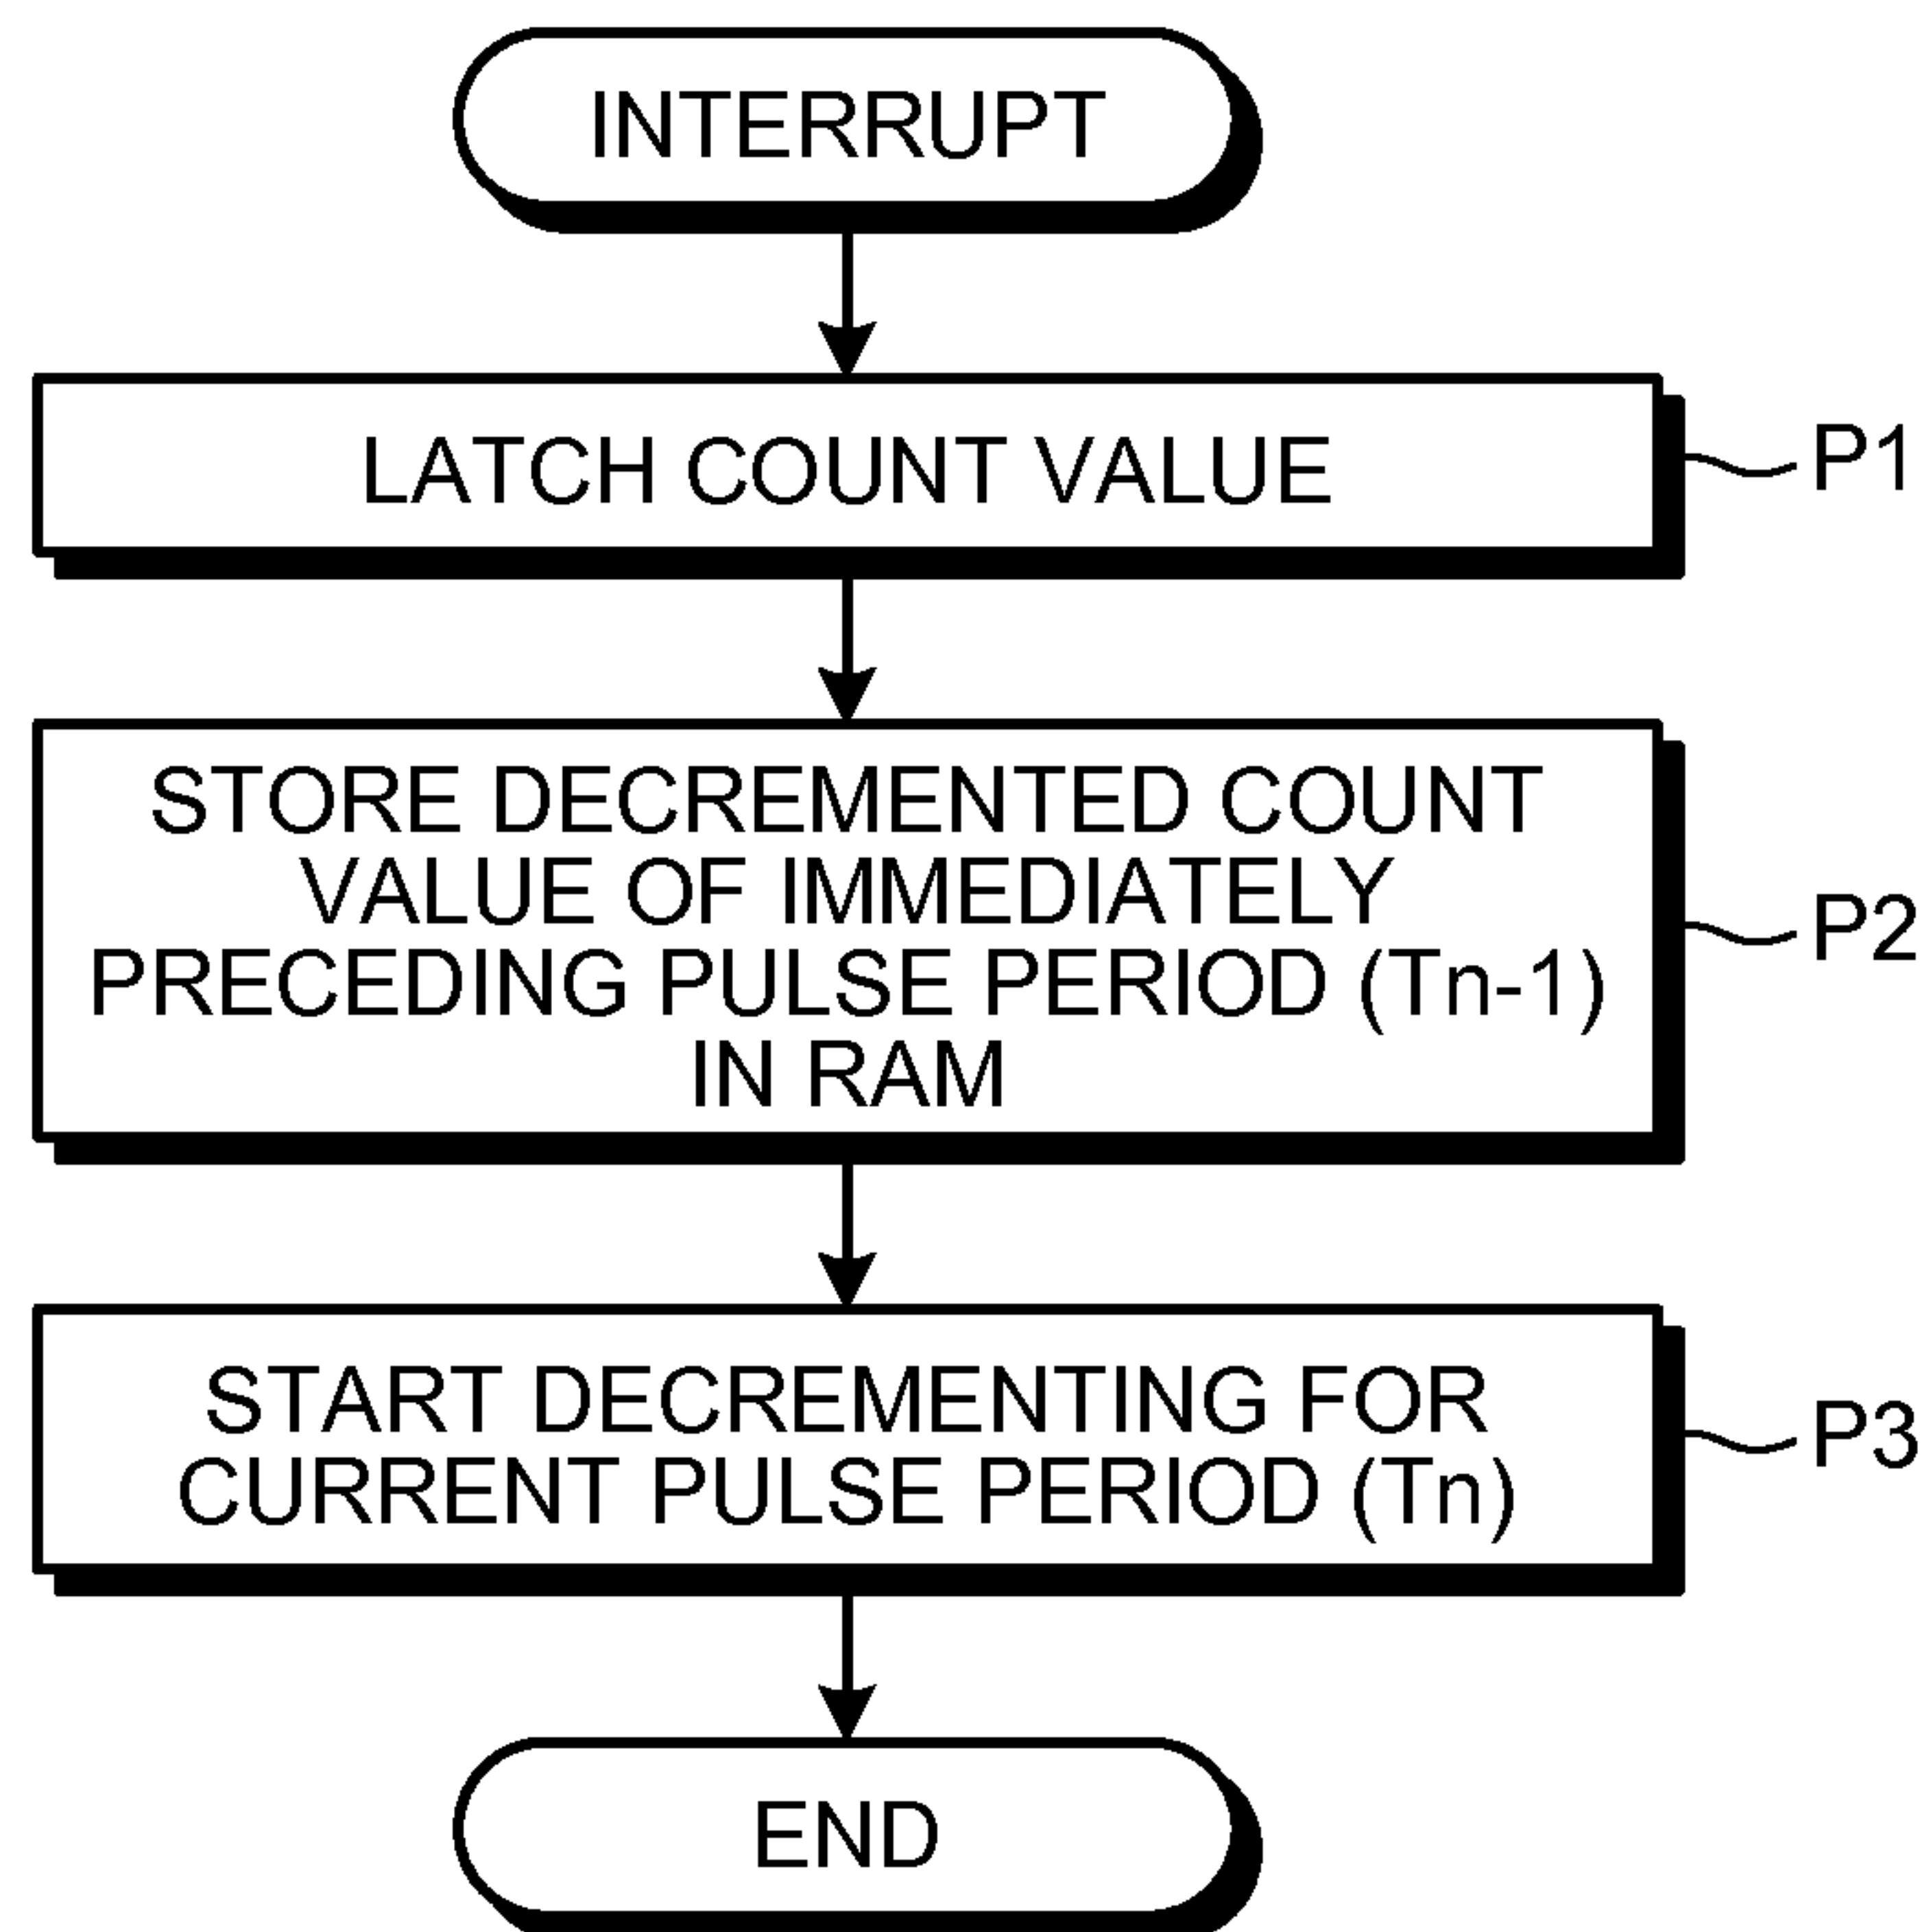 INTERRUPT
LATCH COUNT VALUE
P1
STORE DECREMENTED COUNT
VALUE OF IMMEDIATELY
PRECEDING PULSE PERIOD (Tn-1)
IN RAM
P2
START DECREMENTING FOR
CURRENT PULSE PERIOD (Tn)
P3
END